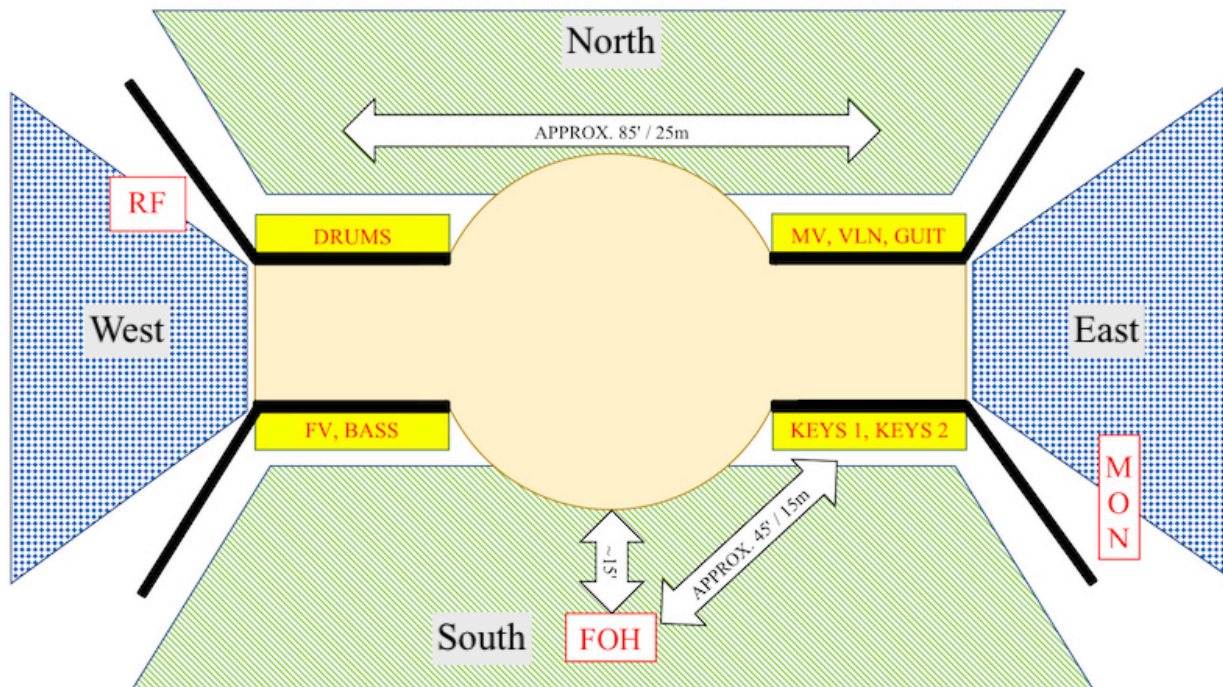 North
APPROX. 85' / 25m
RF
DRUMS
MV, VLN, GUIT
West
East
FV, BASS
KEYS 1, KEYS 2
M
O
N
APPROX. 45' / 15m
~15'
South
FOH